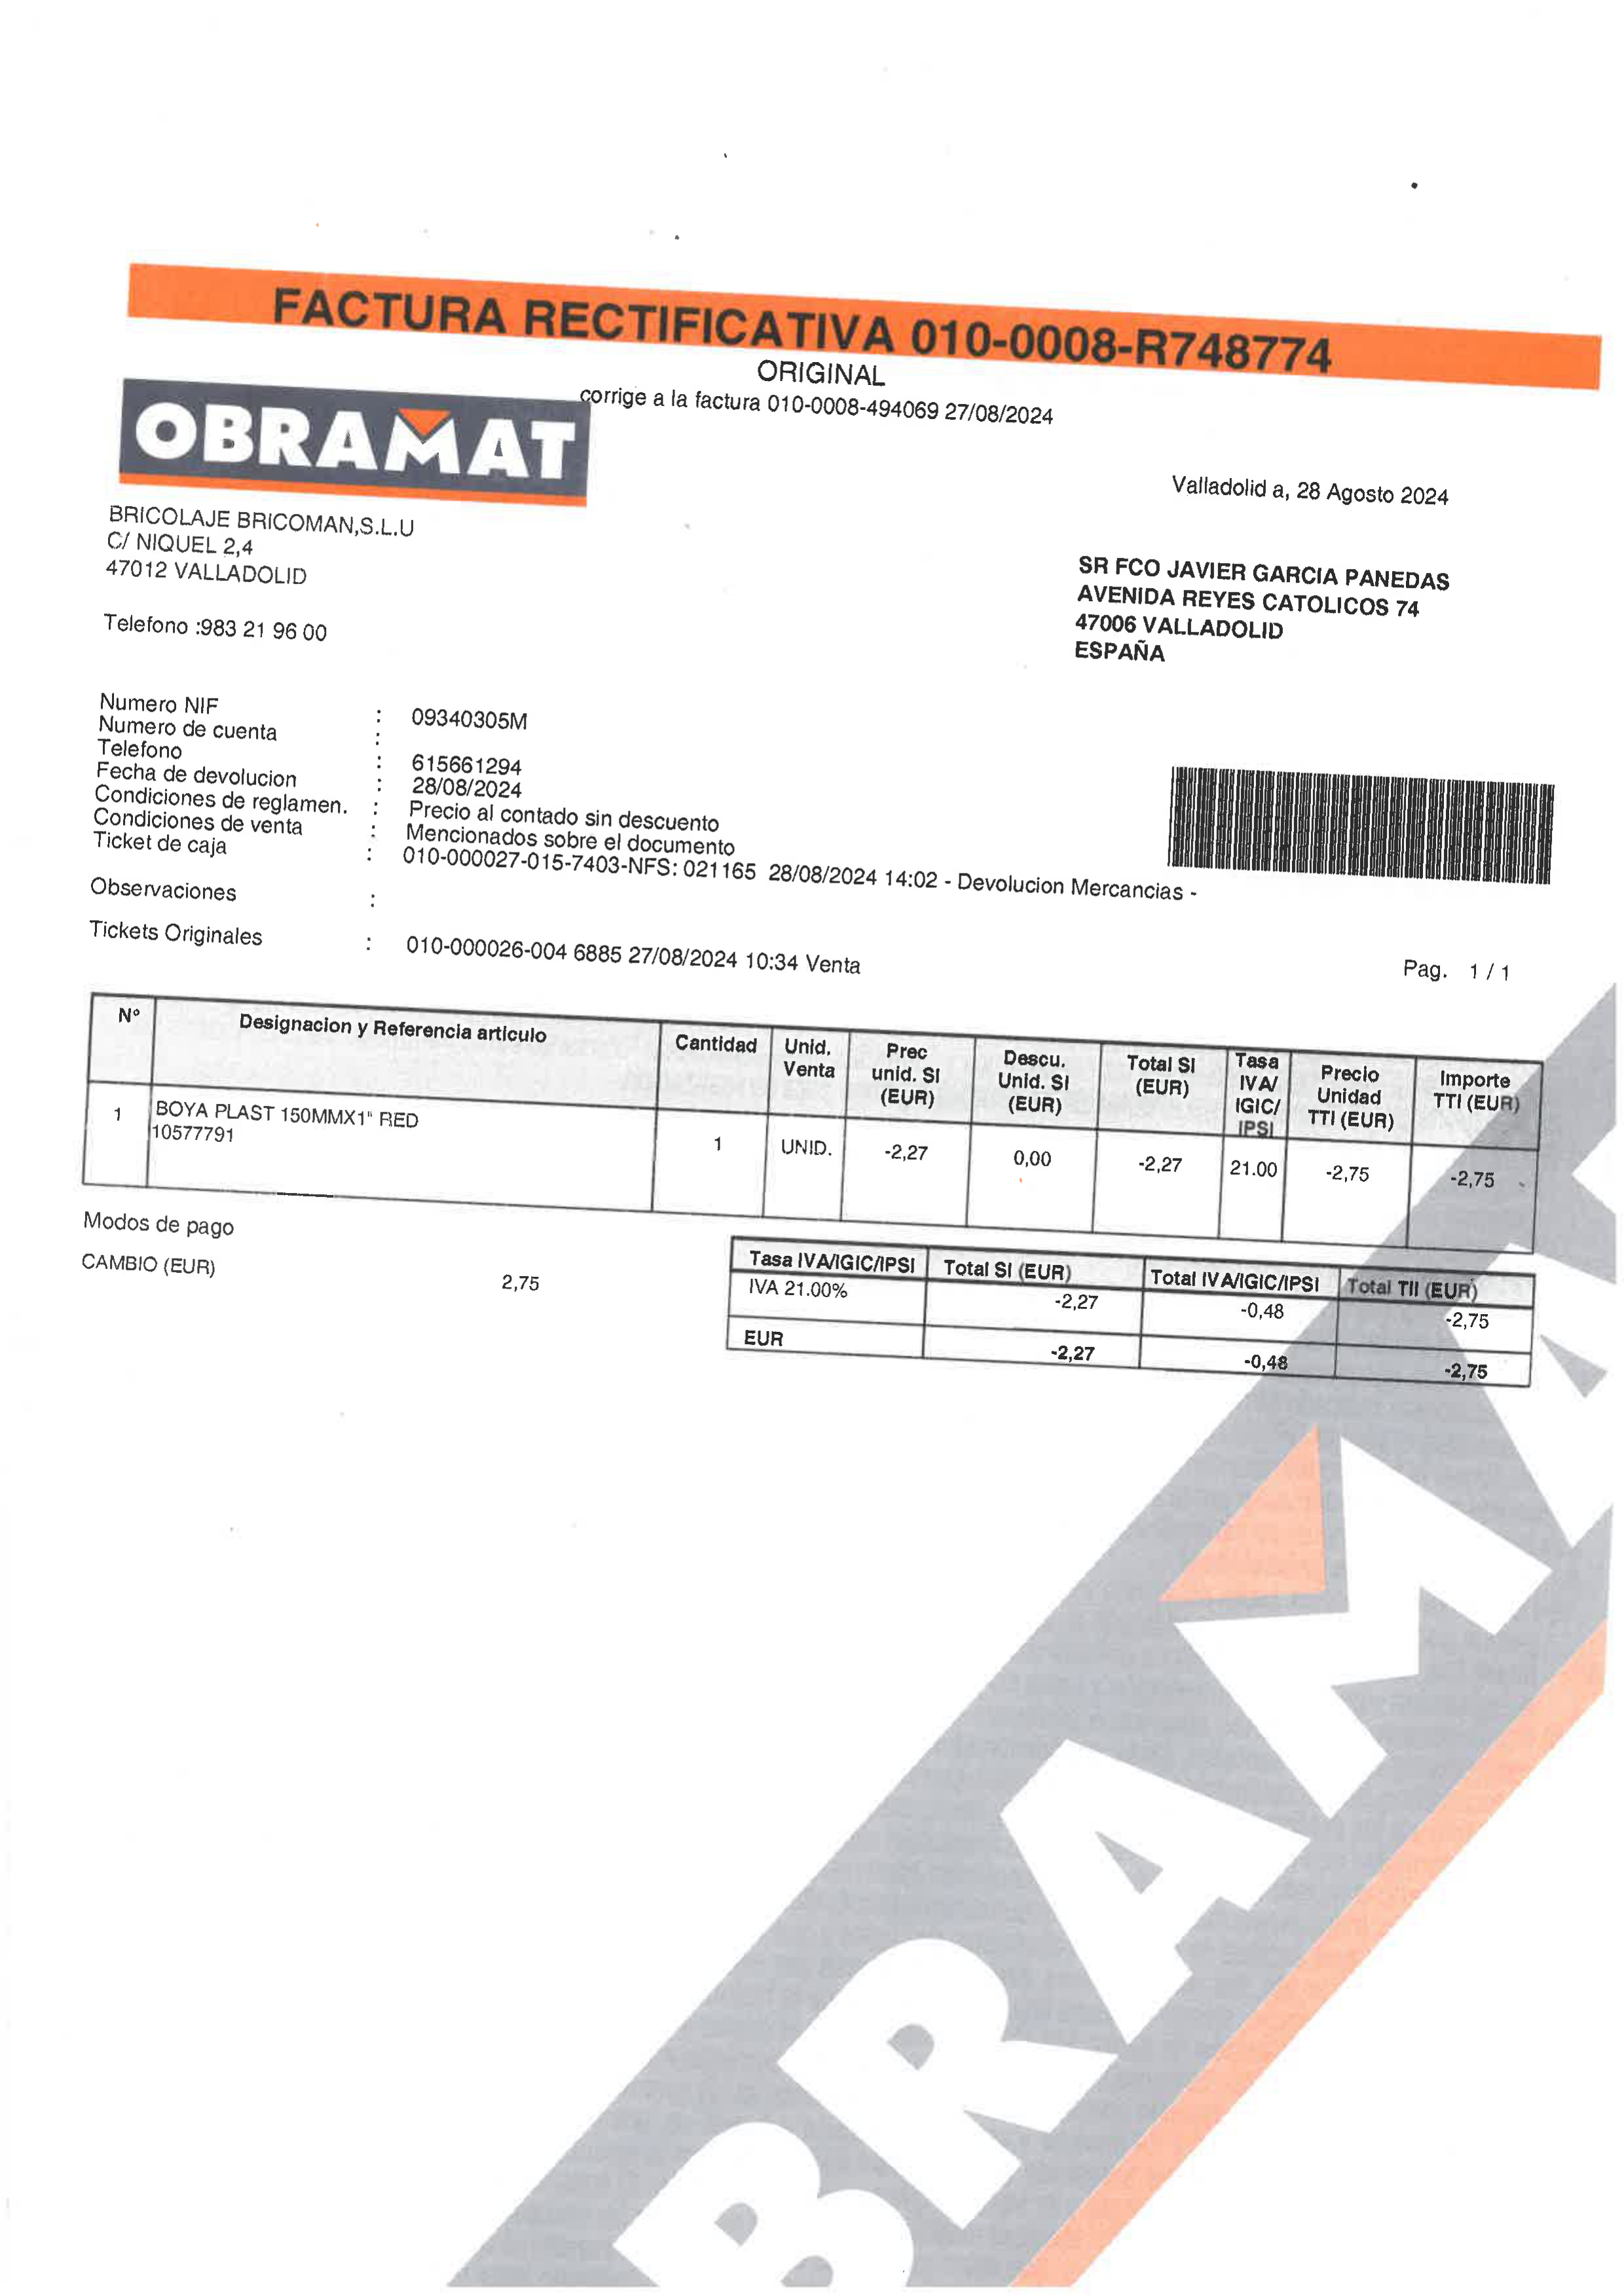 FACTURA RECTIFICATIVA 010-0008-R748774
ORIGINAL
corrige a la factura 010-0008-494069 27/08/2024
OBRAMAT
Valladolid a, 28 Agosto 2024
BRICOLAJE BRICOMAN,S.L.U
C/ NIQUEL 2,4
47012 VALLADOLID
Telefono :983 21 96 00
SR FCO JAVIER GARCIA PANEDAS
AVENIDA REYES CATOLICOS 74
47006 VALLADOLID
ESPAÑA
Numero NIF : 09340305M
Numero de cuenta :
Telefono : 615661294
Fecha de devolucion : 28/08/2024
Condiciones de reglamen. : Precio al contado sin descuento
Condiciones de venta : Mencionados sobre el documento
Ticket de caja : 010-000027-015-7403-NFS: 021165 28/08/2024 14:02 - Devolucion Mercancias -
Observaciones :
Tickets Originales : 010-000026-004 6885 27/08/2024 10:34 Venta
Pag. 1 / 1
Nº Designacion y Referencia articulo Cantidad Unid. Venta Prec unid. SI (EUR) Descu. Unid. SI (EUR) Total SI (EUR) Tasa IVA/ IGIC/ IPSI Precio Unidad TTI (EUR) Importe TTI (EUR)
1 BOYA PLAST 150MMX1" RED 1 UNID. -2,27 0,00 -2,27 21.00 -2,75 -2,75
10577791
Modos de pago
CAMBIO (EUR) 2,75
Tasa IVA/IGIC/IPSI Total SI (EUR) Total IVA/IGIC/IPSI Total TII (EUR)
IVA 21.00% -2,27 -0,48 -2,75
EUR -2,27 -0,48 -2,75
BRAMAT